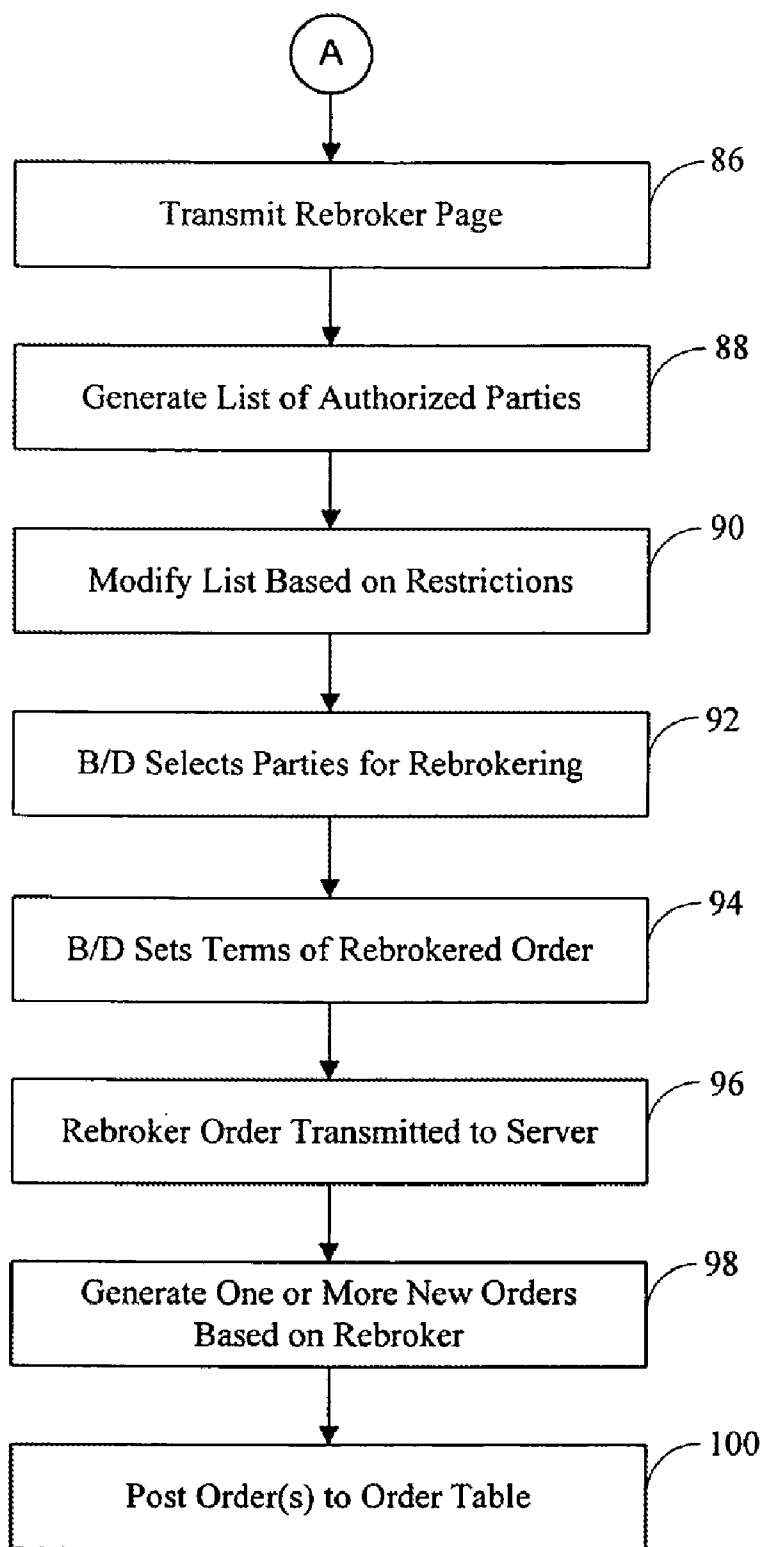 A
86
Transmit Rebroker Page
88
Generate List of Authorized Parties
90
Modify List Based on Restrictions
92
B/D Selects Parties for Rebrokering
94
B/D Sets Terms of Rebrokered Order
96
Rebroker Order Transmitted to Server
98
Generate One or More New Orders
Based on Rebroker
100
Post Order(s) to Order Table